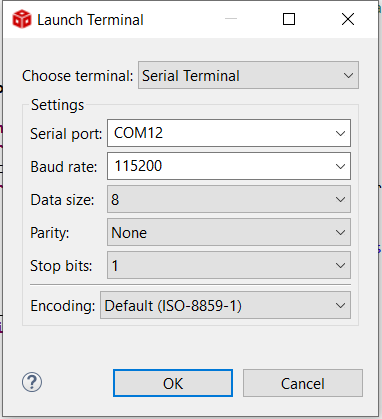 Launch Terminal
Choose terminal: Serial Terminal
Settings
Serial port: COM12
Baud rate: 115200
Data size: 8
Parity: None
Stop bits: 1
Encoding: Default (ISO-8859-1)
? OK Cancel